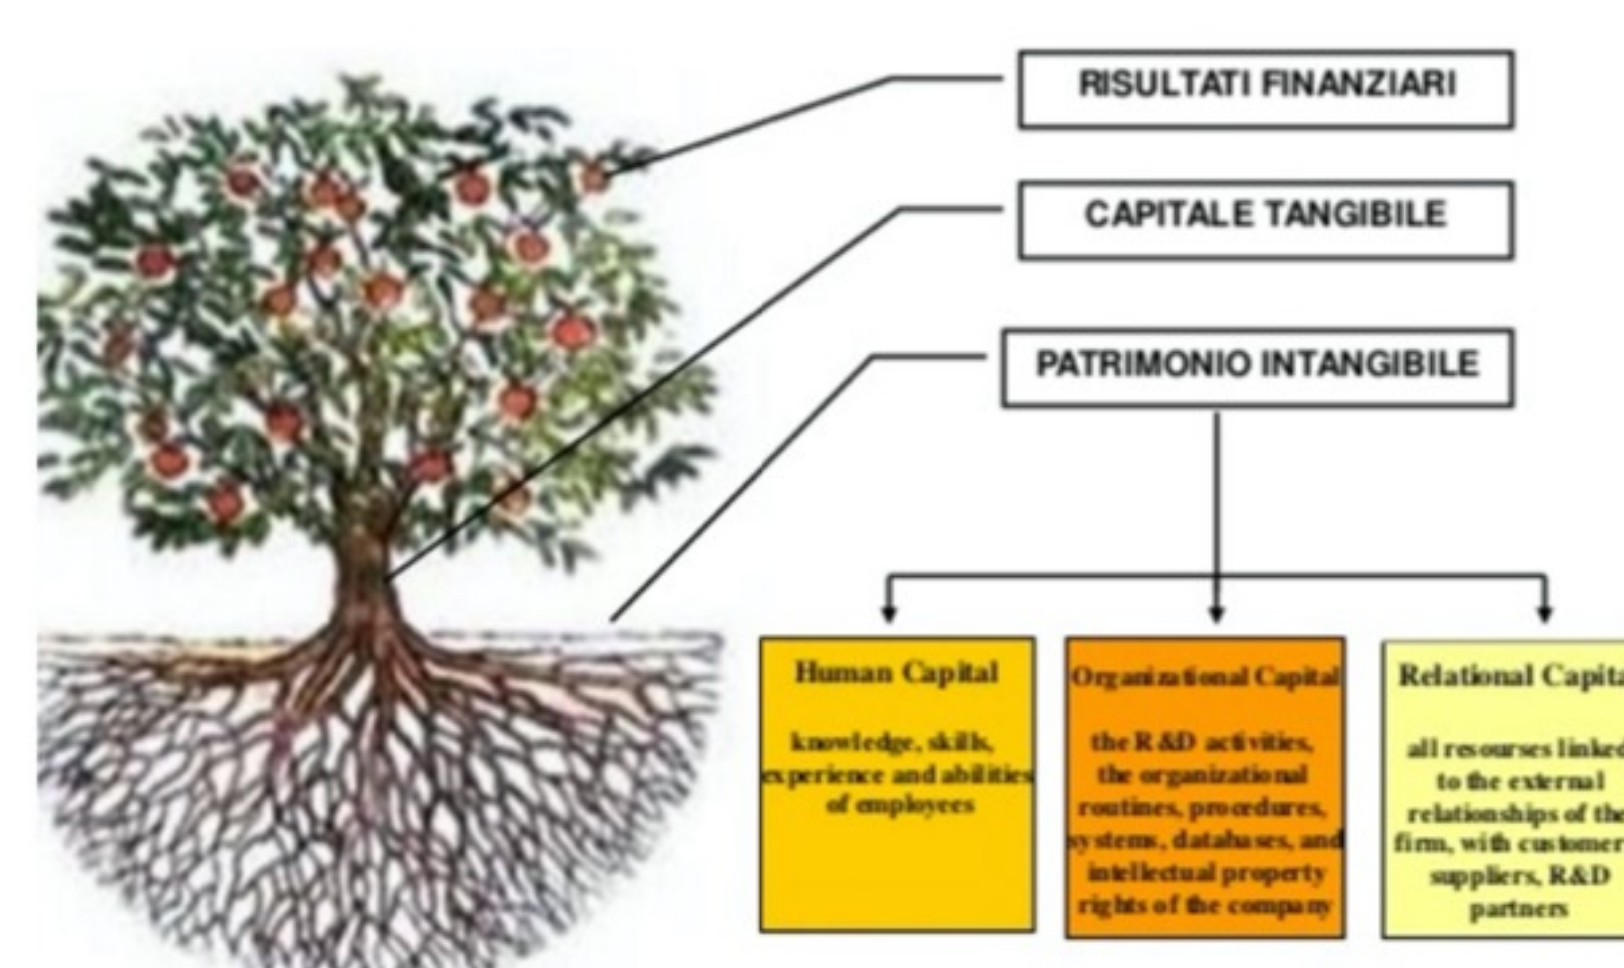 RISULTATI FINANZIARI
CAPITALE TANGIBILE
PATRIMONIO INTANGIBILE
Human Capital
knowledge, skills,
experience and abilities
of employees
Organizational Capital
the R&D activities,
the organizational
routines, procedures,
systems, databases, and
intellectual property
rights of the company
Relational Capita
all resourses linked
to the external
relationships of the
firm, with customer
suppliers, R&D
partners